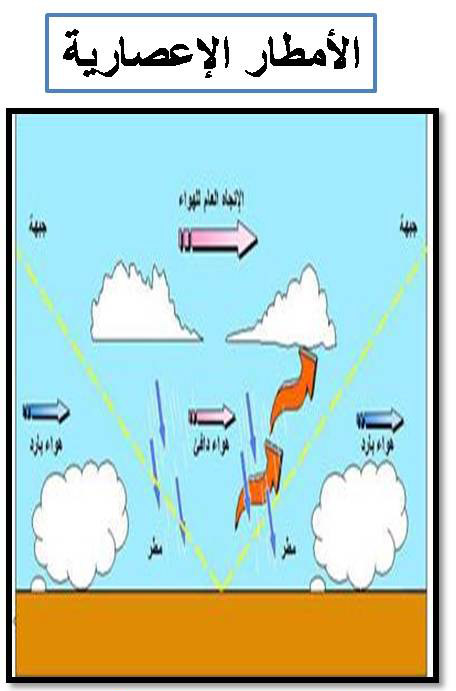 الأمطار الإعصارية
الإتجاه العام للهواء
جبهة
جبهة
هواء بارد
هواء دافئ
هواء بارد
مطر
مطر